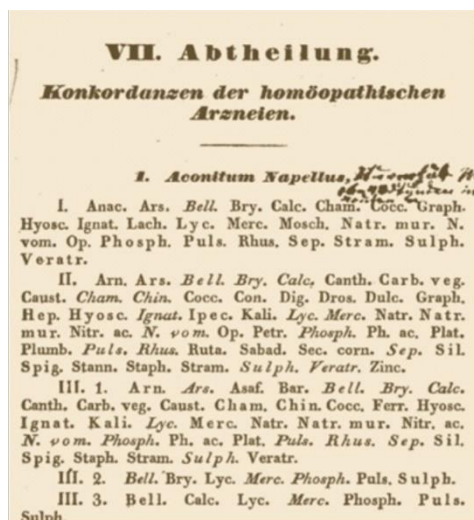 VII. Abtheilung.
Konkordanzen der homöopathischen
Arzneien.
1. Aconitum Napellus,
I. Anac. Ars. Bell. Bry. Calc. Cham. Cocc. Graph.
Hyosc. Ignat. Lach. Lyc. Merc. Mosch. Natr. mur. N.
vom. Op. Phosph. Puls. Rhus. Sep. Stram. Sulph.
Veratr.
II. Arn. Ars. Bell. Bry. Calc. Canth. Carb. veg.
Caust. Cham. Chin. Cocc. Con. Dig. Dros. Dulc. Graph.
Hep. Hyosc. Ignat. Ipec. Kali. Lyc. Merc. Natr. Natr.
mur. Nitr. ac. N. vom. Op. Petr. Phosph. Ph. ac. Plat.
Plumb. Puls. Rhus. Ruta. Sabad. Sec. corn. Sep. Sil.
Spig. Stann. Staph. Stram. Sulph. Veratr. Zinc.
III. 1. Arn. Ars. Asaf. Bar. Bell. Bry. Calc.
Canth. Carb. veg. Caust. Cham. Chin. Cocc. Ferr. Hyosc.
Ignat. Kali. Lyc. Merc. Natr. Natr. mur. Nitr. ac.
N. vom. Phosph. Ph. ac. Plat. Puls. Rhus. Sep. Sil.
Spig. Staph. Stram. Sulph. Veratr.
III. 2. Bell. Bry. Lyc. Merc. Phosph. Puls. Sulph.
III. 3. Bell. Calc. Lyc. Merc. Phosph. Puls.
Sulph.